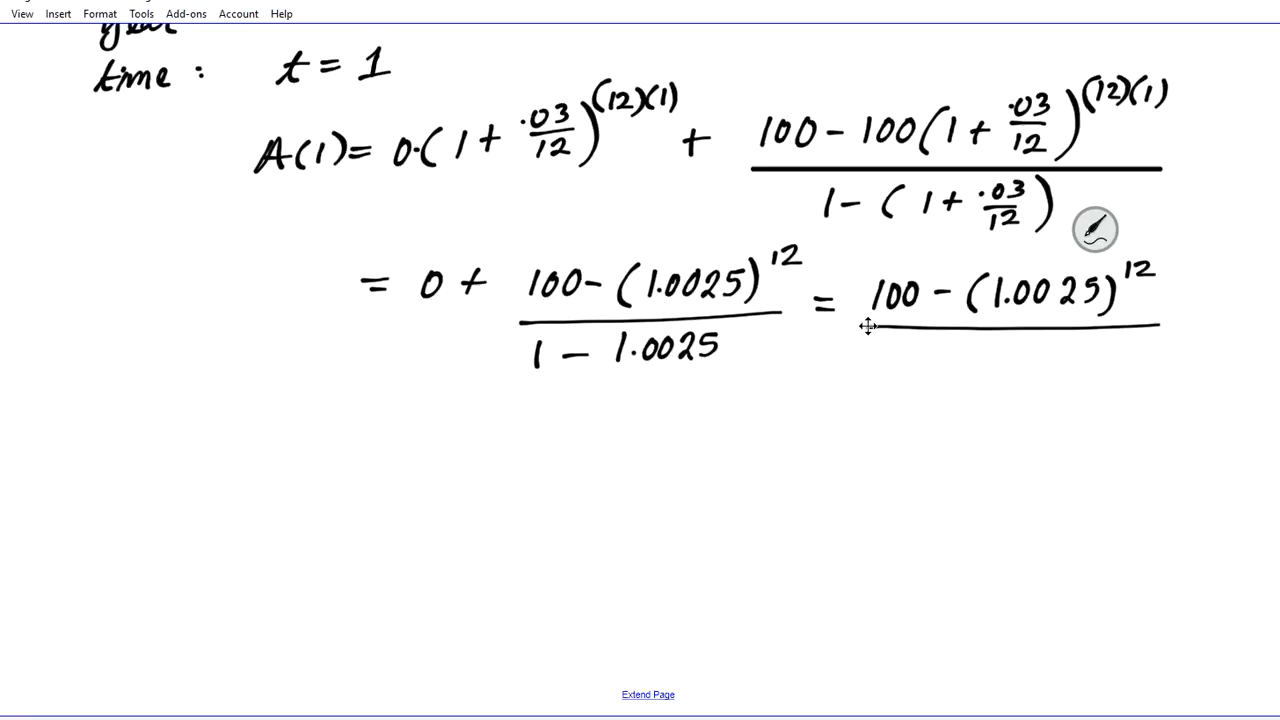 View Insert Format Tools Add-ons Account Help
year
time : t = 1
A(1) = 0·(1 + .03/12)^(12)(1) + (100 - 100(1 + .03/12)^(12)(1))/(1 - (1 + .03/12))
= 0 + (100 - (1.0025)^12)/(1 - 1.0025) = 100 - (1.0025)^12
Extend Page